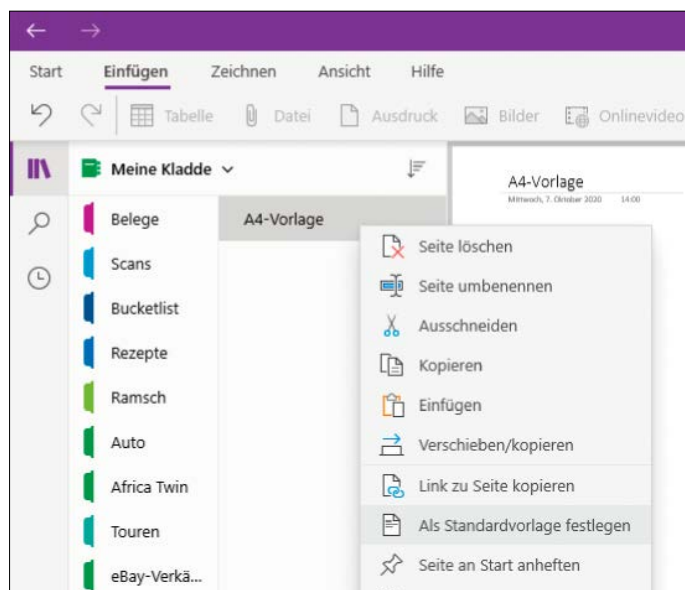 Start Einfügen Zeichnen Ansicht Hilfe
Tabelle Datei Ausdruck Bilder Onlinevideo
Meine Kladde
Belege
Scans
Bucketlist
Rezepte
Ramsch
Auto
Africa Twin
Touren
eBay-Verkä...
A4-Vorlage
Seite löschen
Seite umbenennen
Ausschneiden
Kopieren
Einfügen
Verschieben/kopieren
Link zu Seite kopieren
Als Standardvorlage festlegen
Seite an Start anheften
A4-Vorlage
Mittwoch, 7. Oktober 2020 14:00